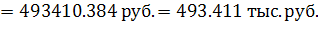 = 493410.384 руб. = 493.411 тыс. руб.